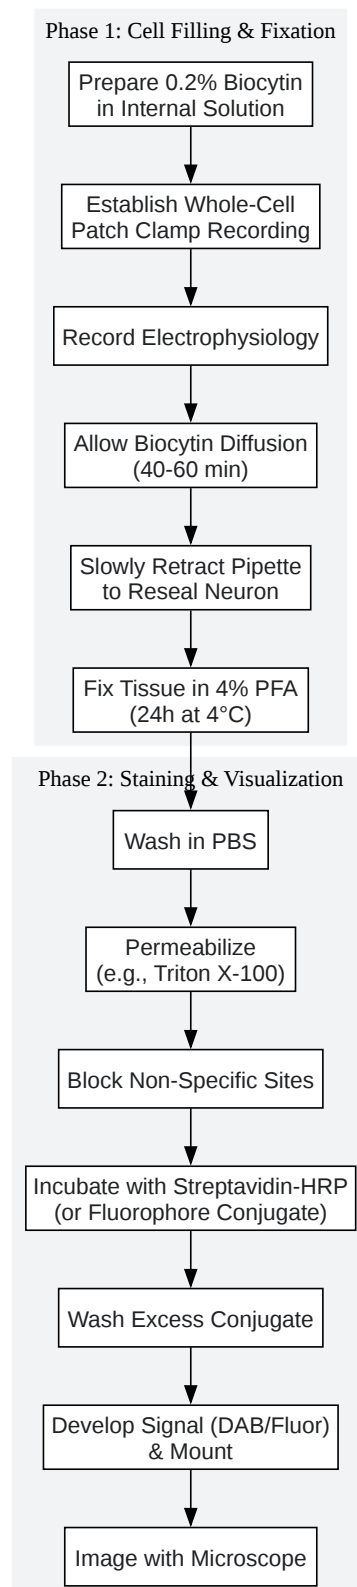 Phase 1: Cell Filling & Fixation
Prepare 0.2% Biocytin
in Internal Solution
Establish Whole-Cell
Patch Clamp Recording
Record Electrophysiology
Allow Biocytin Diffusion
(40-60 min)
Slowly Retract Pipette
to Reseal Neuron
Fix Tissue in 4% PFA
(24h at 4°C)
Phase 2: Staining & Visualization
Wash in PBS
Permeabilize
(e.g., Triton X-100)
Block Non-Specific Sites
Incubate with Streptavidin-HRP
(or Fluorophore Conjugate)
Wash Excess Conjugate
Develop Signal (DAB/Fluor)
& Mount
Image with Microscope